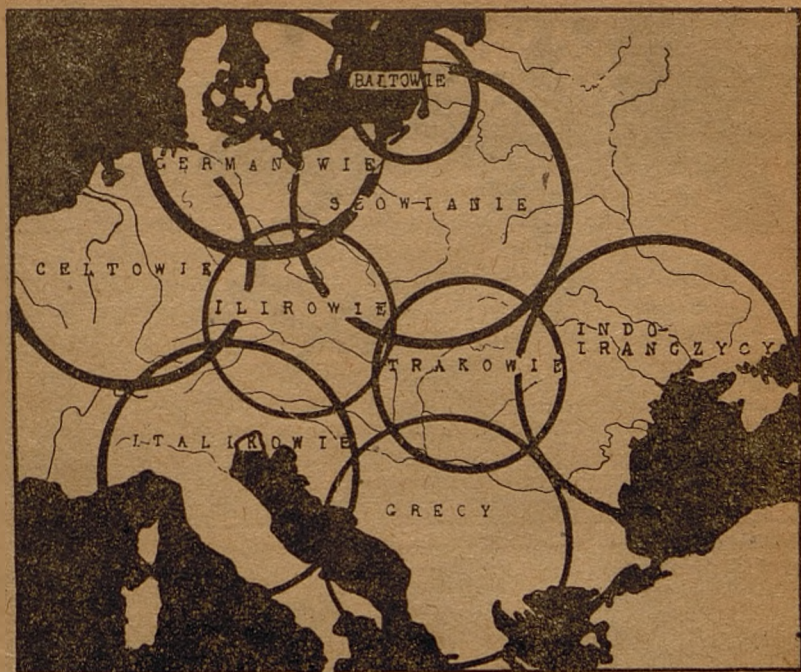 BAŁTOWIE
GERMANOWIE
SŁOWIANIE
CELTOWIE
ILIROWIE
INDO-
IRAŃCZYCY
TRAKOWIE
ITALIKOWIE
GRECY